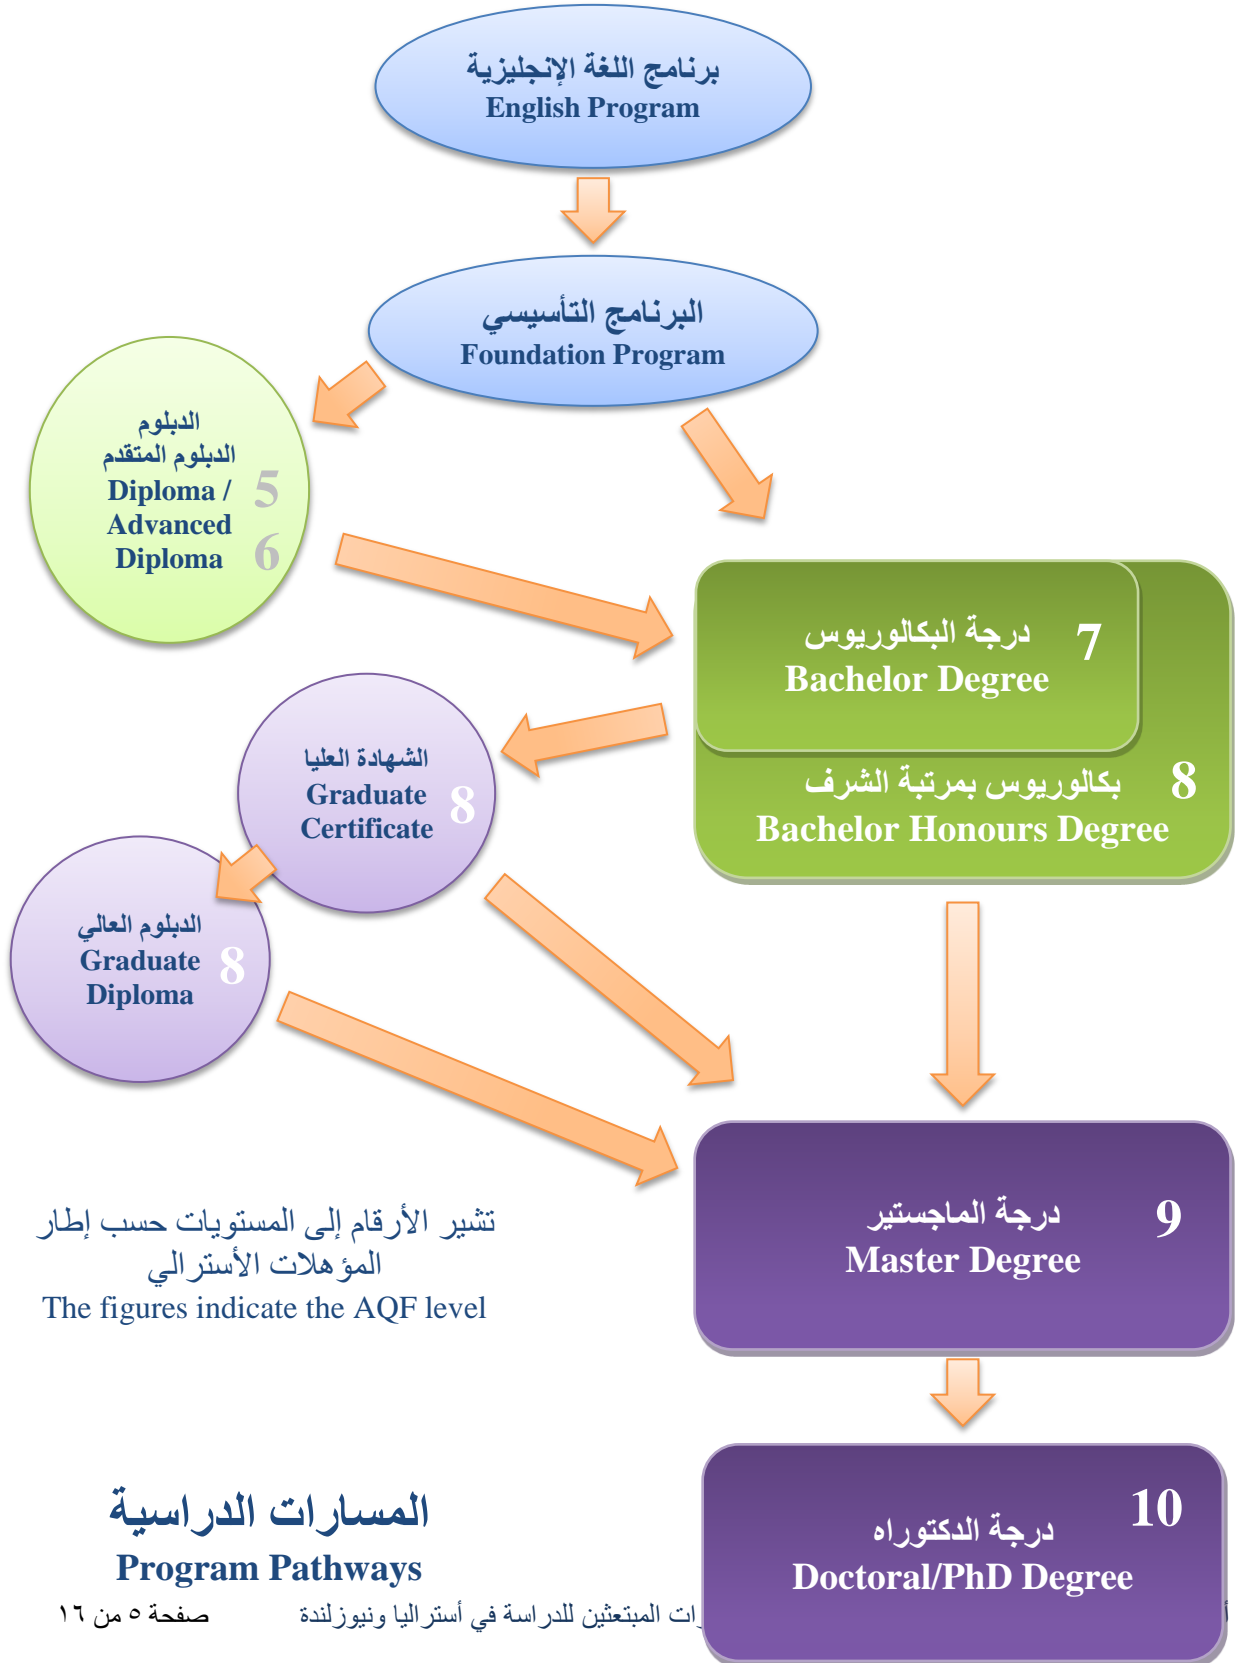 برنامج اللغة الإنجليزية
English Program
البرنامج التأسيسي
Foundation Program
الدبلوم
الدبلوم المتقدم
Diploma /
Advanced
Diploma
5
6
درجة البكالوريوس
Bachelor Degree
7
بكالوريوس بمرتبة الشرف
Bachelor Honours Degree
8
الشهادة العليا
Graduate
Certificate
8
الدبلوم العالي
Graduate
Diploma
8
درجة الماجستير
Master Degree
9
تشير الأرقام إلى المستويات حسب إطار
المؤهلات الأسترالي
The figures indicate the AQF level
درجة الدكتوراه
Doctoral/PhD Degree
10
المسارات الدراسية
Program Pathways
المبتعثين للدراسة في أستراليا ونيوزلندة صفحة ٥ من ١٦